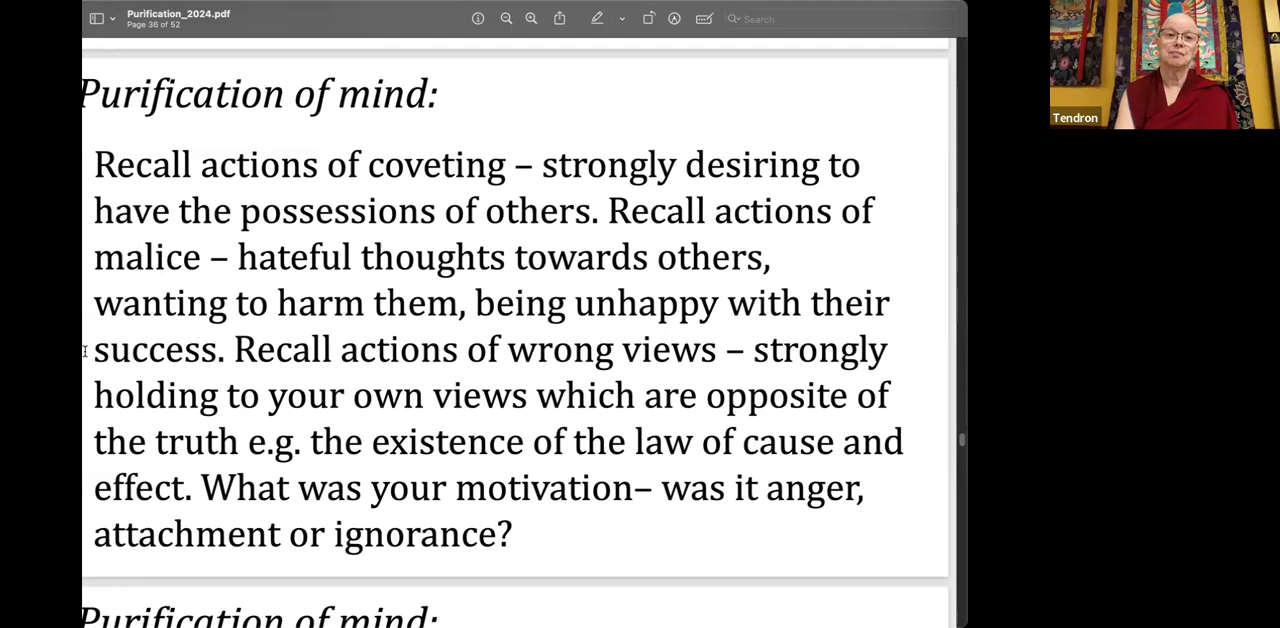 Purification_2024.pdf
Page 36 of 52
Search
Purification of mind:
Recall actions of coveting – strongly desiring to
have the possessions of others. Recall actions of
malice – hateful thoughts towards others,
wanting to harm them, being unhappy with their
success. Recall actions of wrong views – strongly
holding to your own views which are opposite of
the truth e.g. the existence of the law of cause and
effect. What was your motivation– was it anger,
attachment or ignorance?
Purification of mind:
Tendron